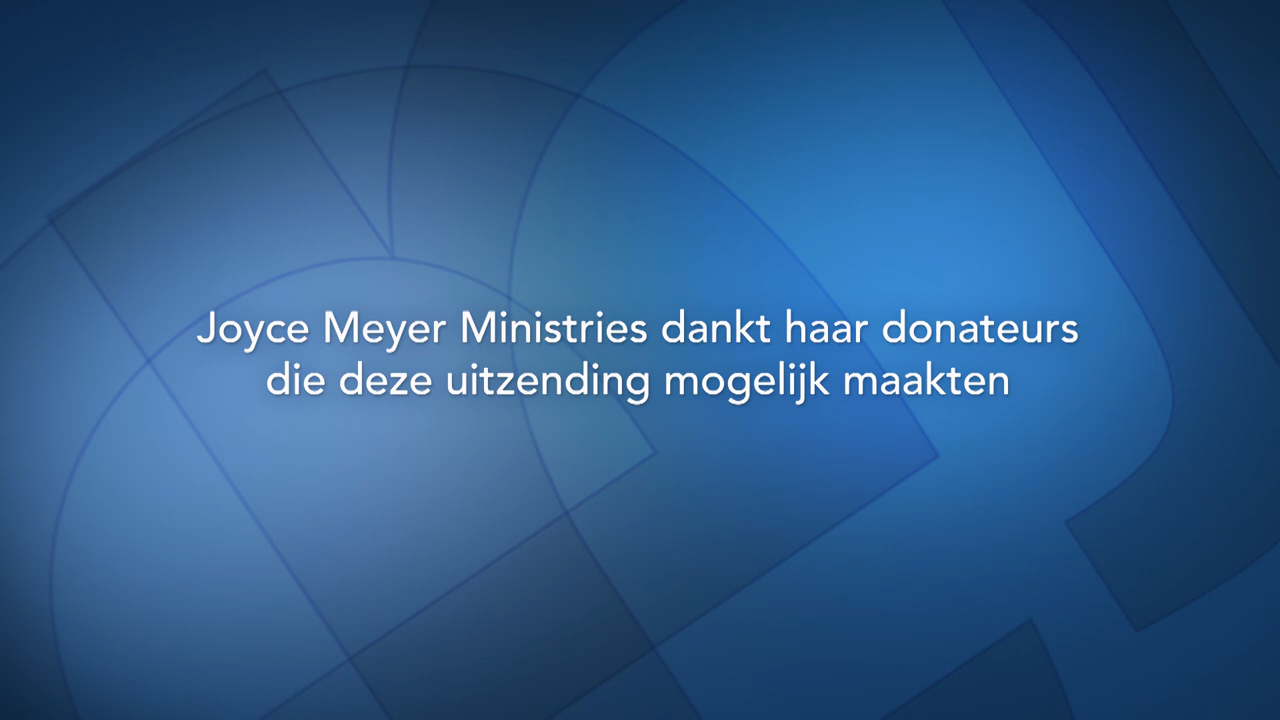 Joyce Meyer Ministries dankt haar donateurs
die deze uitzending mogelijk maakten